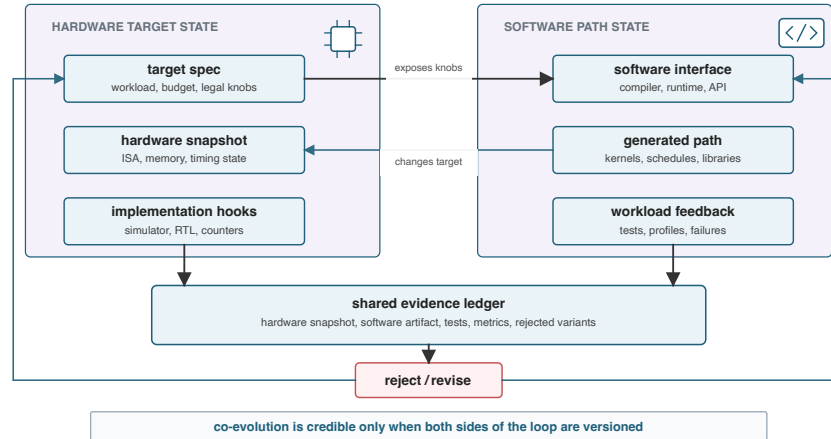 HARDWARE TARGET STATE
SOFTWARE PATH STATE
</>
target spec
workload, budget, legal knobs
exposes knobs
software interface
compiler, runtime, API
hardware snapshot
ISA, memory, timing state
changes target
generated path
kernels, schedules, libraries
implementation hooks
simulator, RTL, counters
workload feedback
tests, profiles, failures
shared evidence ledger
hardware snapshot, software artifact, tests, metrics, rejected variants
reject / revise
co-evolution is credible only when both sides of the loop are versioned